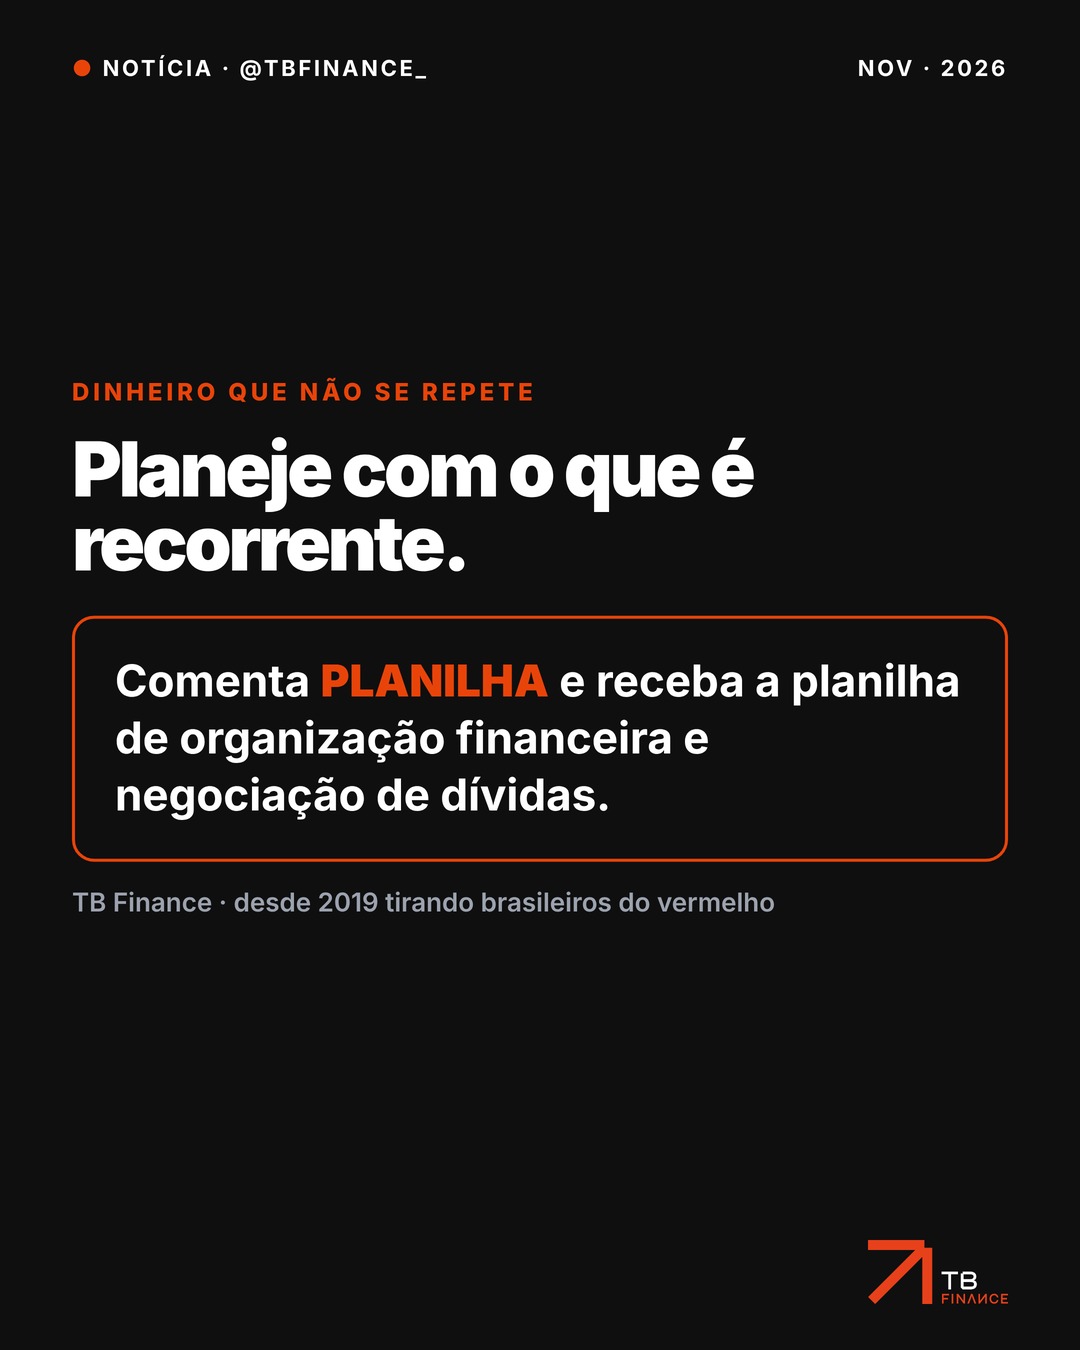 NOTÍCIA · @TBFINANCE_
NOV · 2026
DINHEIRO QUE NÃO SE REPETE
Planeje com o que é
recorrente.
Comenta PLANILHA e receba a planilha
de organização financeira e
negociação de dívidas.
TB Finance · desde 2019 tirando brasileiros do vermelho
TB
FINANCE